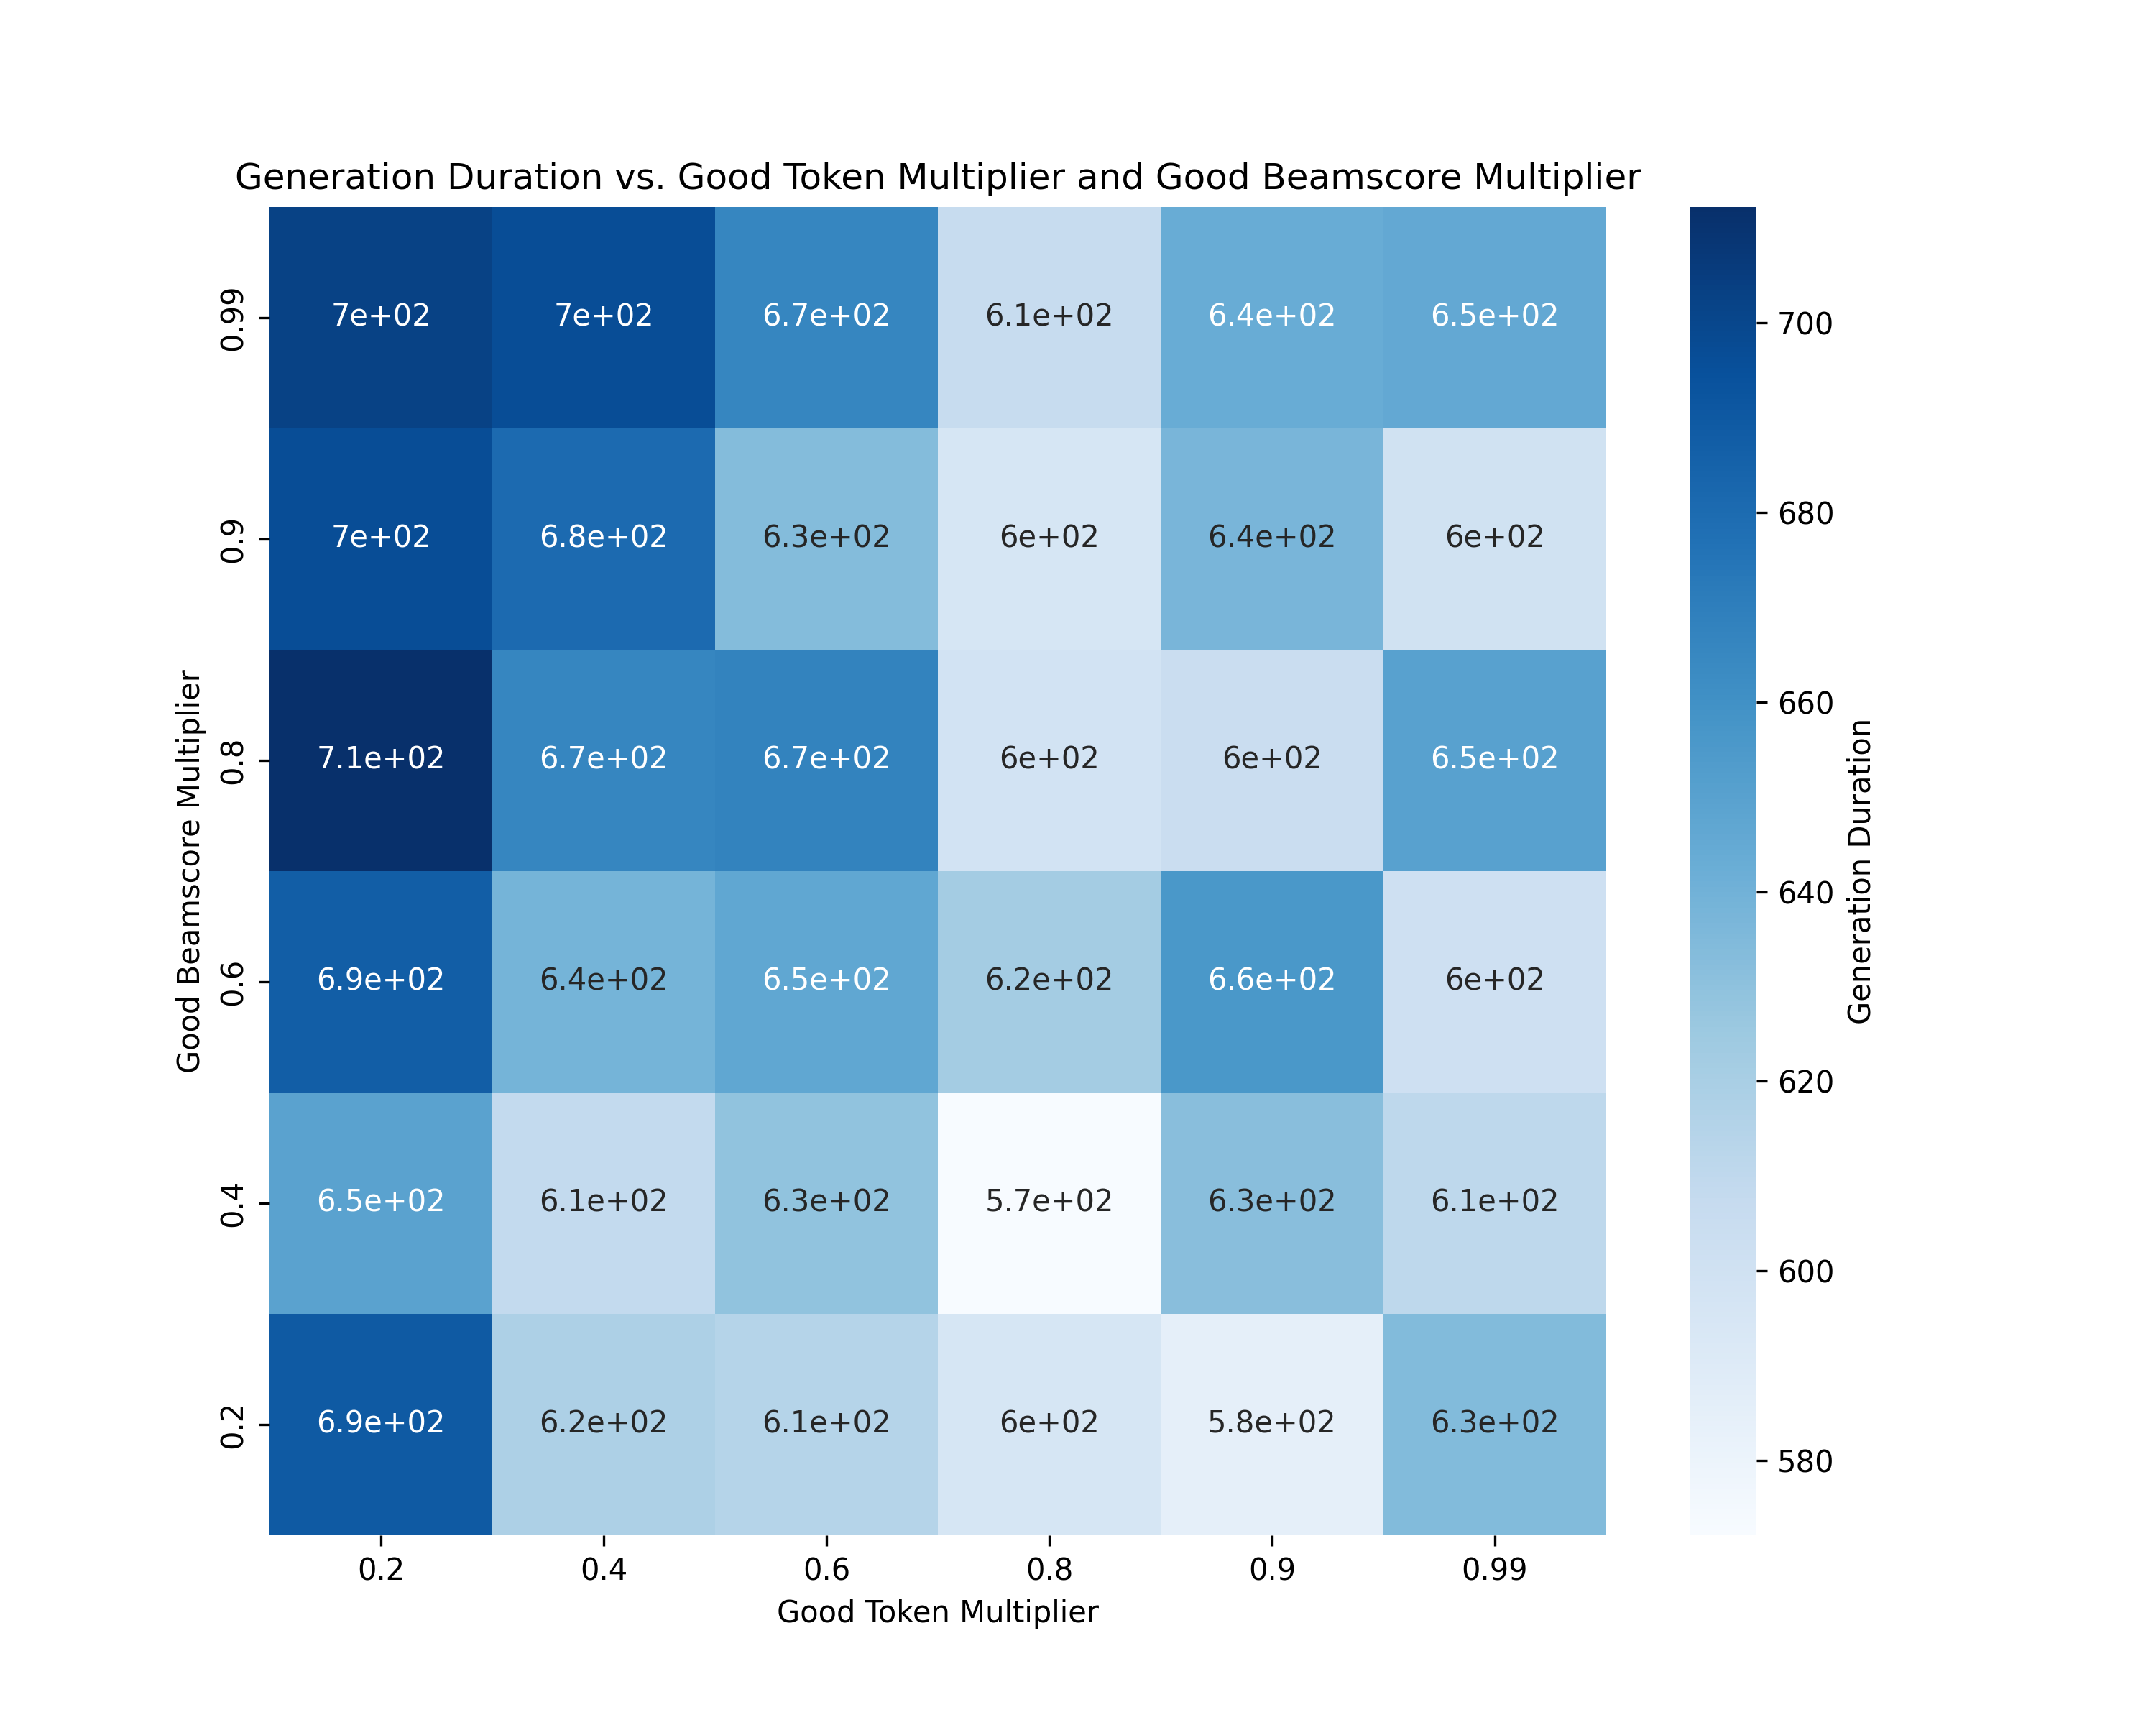 Generation Duration vs. Good Token Multiplier and Good Beamscore Multiplier
0.99 7e+02 7e+02 6.7e+02 6.1e+02 6.4e+02 6.5e+02
0.9 7e+02 6.8e+02 6.3e+02 6e+02 6.4e+02 6e+02
0.8 7.1e+02 6.7e+02 6.7e+02 6e+02 6e+02 6.5e+02
0.6 6.9e+02 6.4e+02 6.5e+02 6.2e+02 6.6e+02 6e+02
0.4 6.5e+02 6.1e+02 6.3e+02 5.7e+02 6.3e+02 6.1e+02
0.2 6.9e+02 6.2e+02 6.1e+02 6e+02 5.8e+02 6.3e+02
0.2 0.4 0.6 0.8 0.9 0.99
Good Token Multiplier
Good Beamscore Multiplier
700
680
660
640
620
600
580
Generation Duration